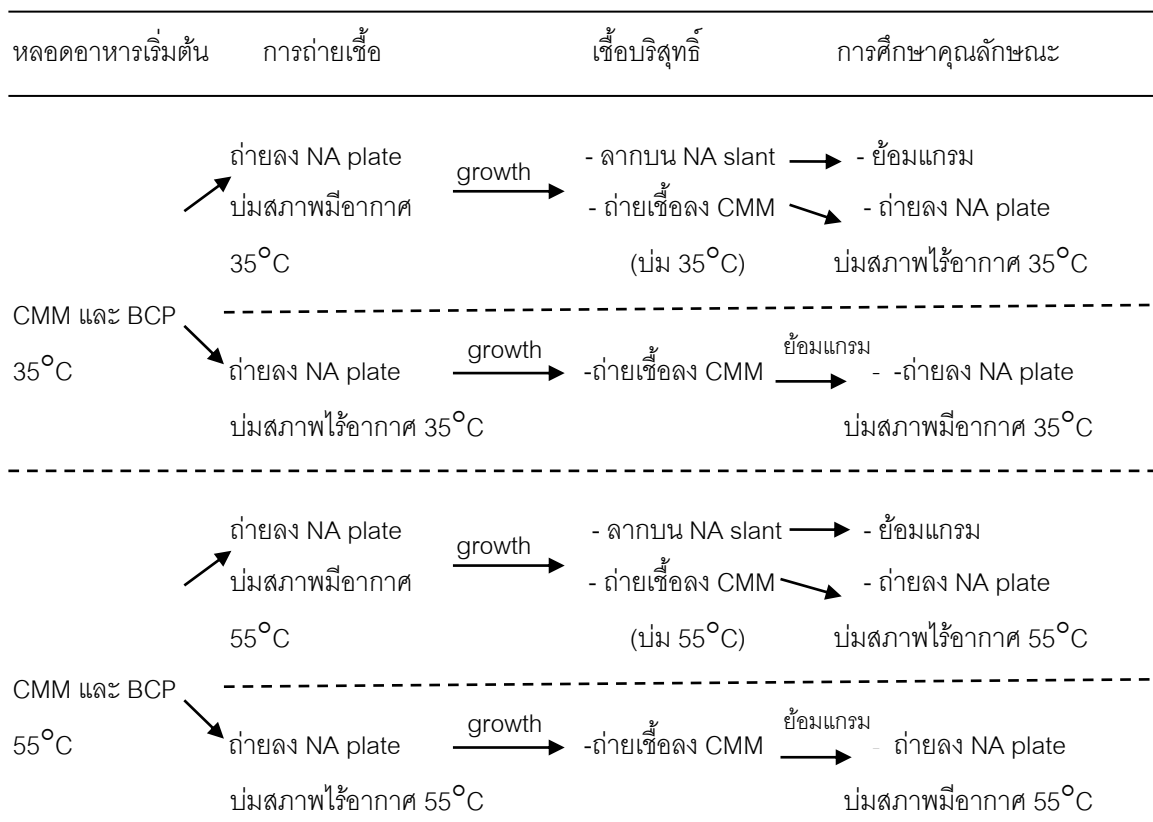 หลอดอาหารเริ่มต้น การถ่ายเชื้อ เชื้อบริสุทธิ์ การศึกษาคุณลักษณะ
ถ่ายลง NA plate growth - ลากบน NA slant - ย้อมแกรม
บ่มสภาพมีอากาศ - ถ่ายเชื้อลง CMM - ถ่ายลง NA plate
35°C (บ่ม 35°C) บ่มสภาพไร้อากาศ 35°C
CMM และ BCP
35°C ถ่ายลง NA plate growth -ถ่ายเชื้อลง CMM ย้อมแกรม - -ถ่ายลง NA plate
บ่มสภาพไร้อากาศ 35°C บ่มสภาพมีอากาศ 35°C
ถ่ายลง NA plate growth - ลากบน NA slant - ย้อมแกรม
บ่มสภาพมีอากาศ - ถ่ายเชื้อลง CMM - ถ่ายลง NA plate
55°C (บ่ม 55°C) บ่มสภาพไร้อากาศ 55°C
CMM และ BCP
55°C ถ่ายลง NA plate growth -ถ่ายเชื้อลง CMM ย้อมแกรม - ถ่ายลง NA plate
บ่มสภาพไร้อากาศ 55°C บ่มสภาพมีอากาศ 55°C